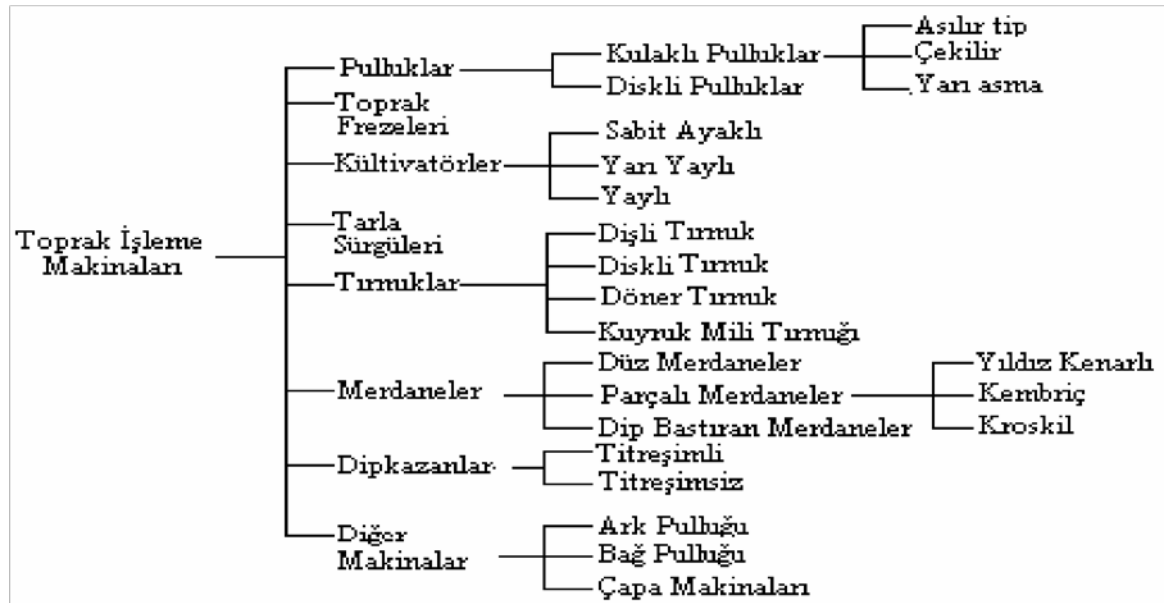 Toprak İşleme
Makinaları
Pulluklar
Kulaklı Pulluklar
Asılır tip
Çekilir
Yarı asma
Diskli Pulluklar
Toprak
Frezeleri
Kültivatörler
Sabit Ayaklı
Yarı Yaylı
Yaylı
Tarla
Sürgüleri
Tırmıklar
Dişli Tırmık
Diskli Tırmık
Döner Tırmık
Kuyruk Mili Tırmığı
Merdaneler
Düz Merdaneler
Parçalı Merdaneler
Yıldız Kenarlı
Kembriç
Kroskil
Dip Bastıran Merdaneler
Dipkazanlar
Titreşimli
Titreşimsiz
Diğer
Makinalar
Ark Pulluğu
Bağ Pulluğu
Çapa Makinaları